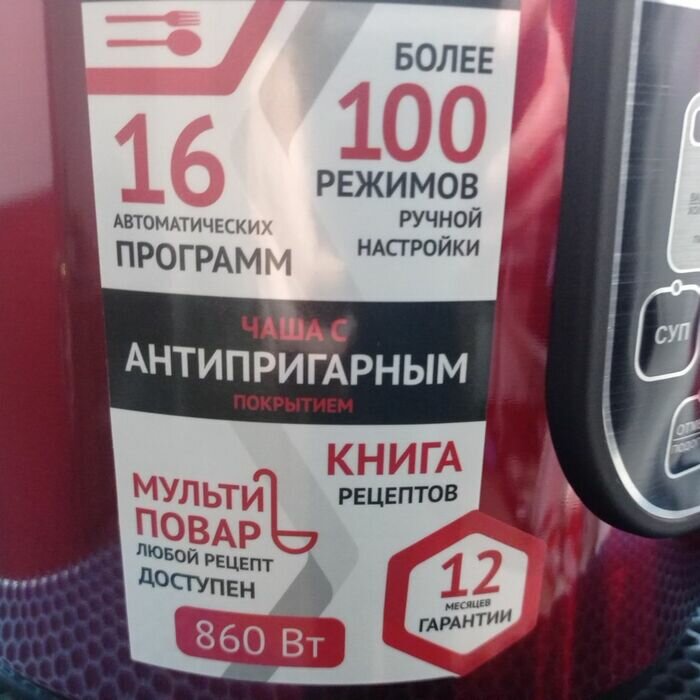 16
АВТОМАТИЧЕСКИХ
ПРОГРАММ
БОЛЕЕ
100
РЕЖИМОВ
РУЧНОЙ
НАСТРОЙКИ
ЧАША С
АНТИПРИГАРНЫМ
ПОКРЫТИЕМ
МУЛЬТИ
ПОВАР
ЛЮБОЙ РЕЦЕПТ
ДОСТУПЕН
860 Вт
КНИГА
РЕЦЕПТОВ
12
МЕСЯЦЕВ
ГАРАНТИИ
СУП